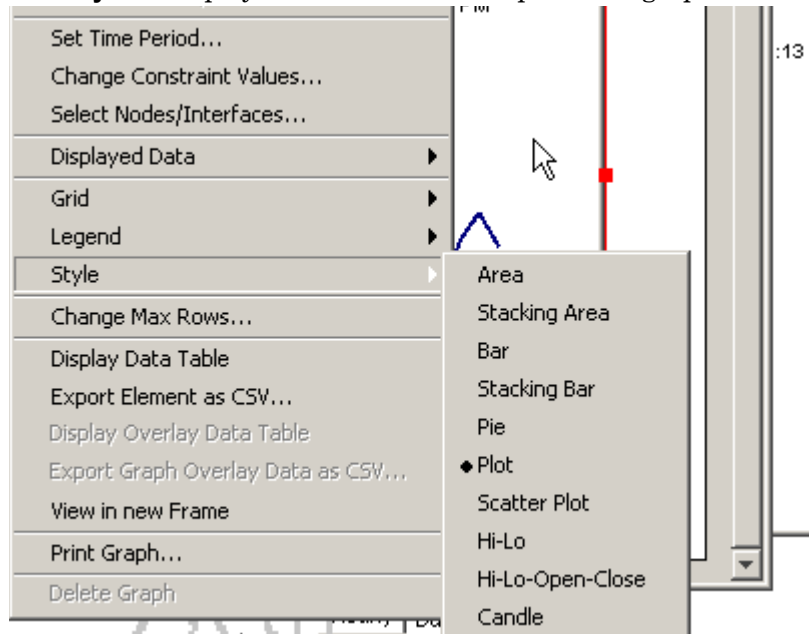 PM
:13
Set Time Period...
Change Constraint Values...
Select Nodes/Interfaces...
Displayed Data
Grid
Legend
Style
Change Max Rows...
Display Data Table
Export Element as CSV...
Display Overlay Data Table
Export Graph Overlay Data as CSV...
View in new Frame
Print Graph...
Delete Graph
Area
Stacking Area
Bar
Stacking Bar
Pie
Plot
Scatter Plot
Hi-Lo
Hi-Lo-Open-Close
Candle